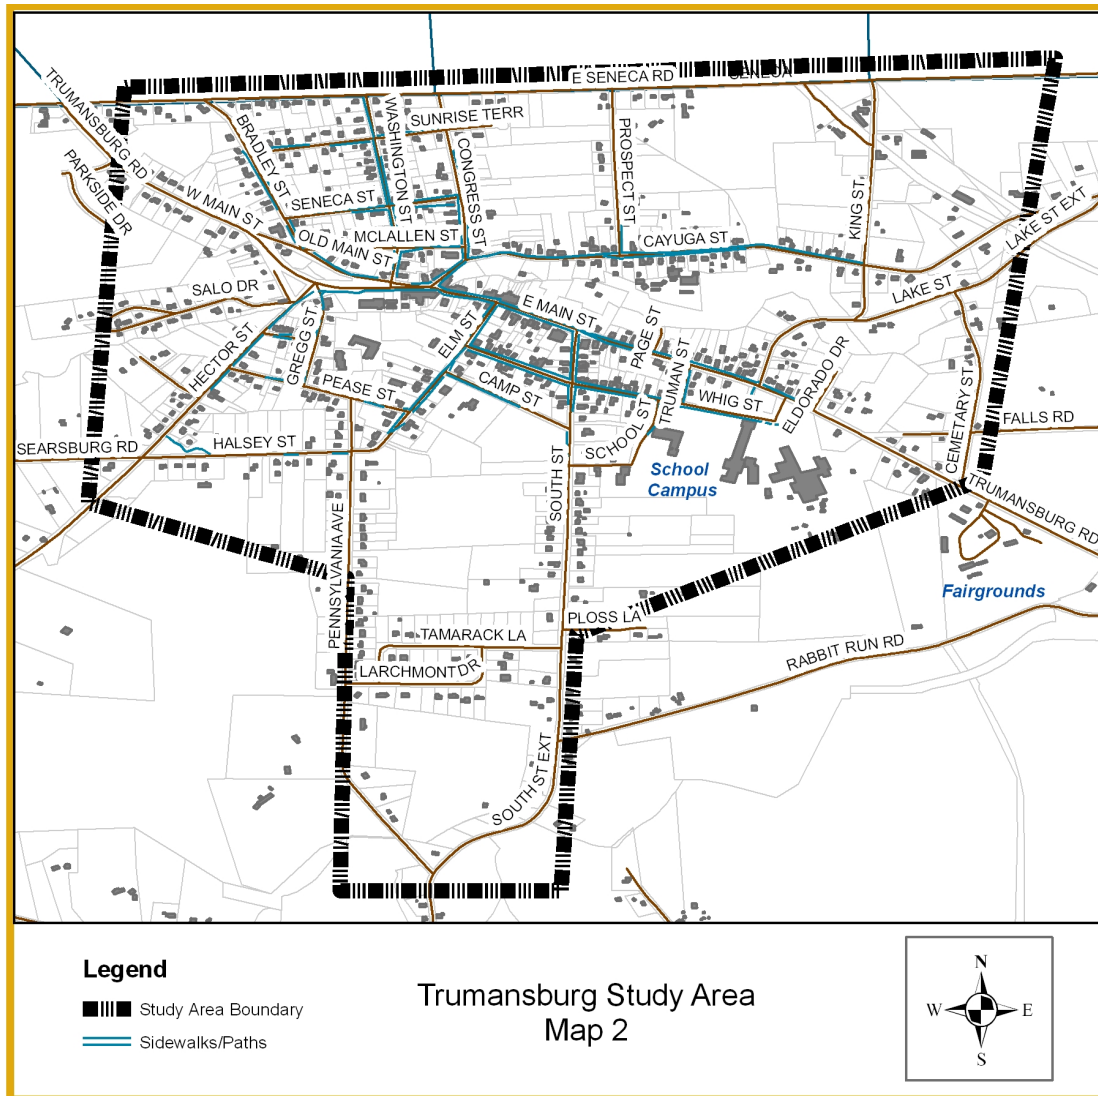 E SENECA RD
SENECA
TRUMANSBURG RD
PARKSIDE DR
BRADLEY ST
WASHINGTON ST
SUNRISE TERR
CONGRESS ST
PROSPECT ST
KING ST
LAKE ST EXT
W MAIN ST
SENECA ST
OLD MAIN ST
MCLALLEN ST
CAYUGA ST
SALO DR
LAKE ST
HECTOR ST
GREGG ST
ELM ST
E MAIN ST
PAGE ST
TRUMAN ST
ELDORADO DR
PEASE ST
CAMP ST
WHIG ST
CEMETARY ST
FALLS RD
SEARSBURG RD
HALSEY ST
SCHOOL ST
SOUTH ST
School
Campus
TRUMANSBURG RD
PENNSYLVANIA AVE
Fairgrounds
PLOSS LA
TAMARACK LA
LARCHMONT DR
RABBIT RUN RD
SOUTH ST EXT
Legend
Study Area Boundary
Sidewalks/Paths
Trumansburg Study Area
Map 2
N
W
E
S